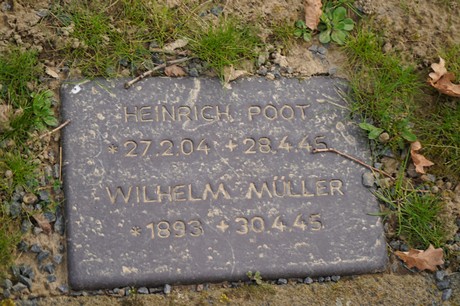 HEINRICH POOT
*27.2.04 +28.4.45
WILHELM MÜLLER
*1893 +30.4.45